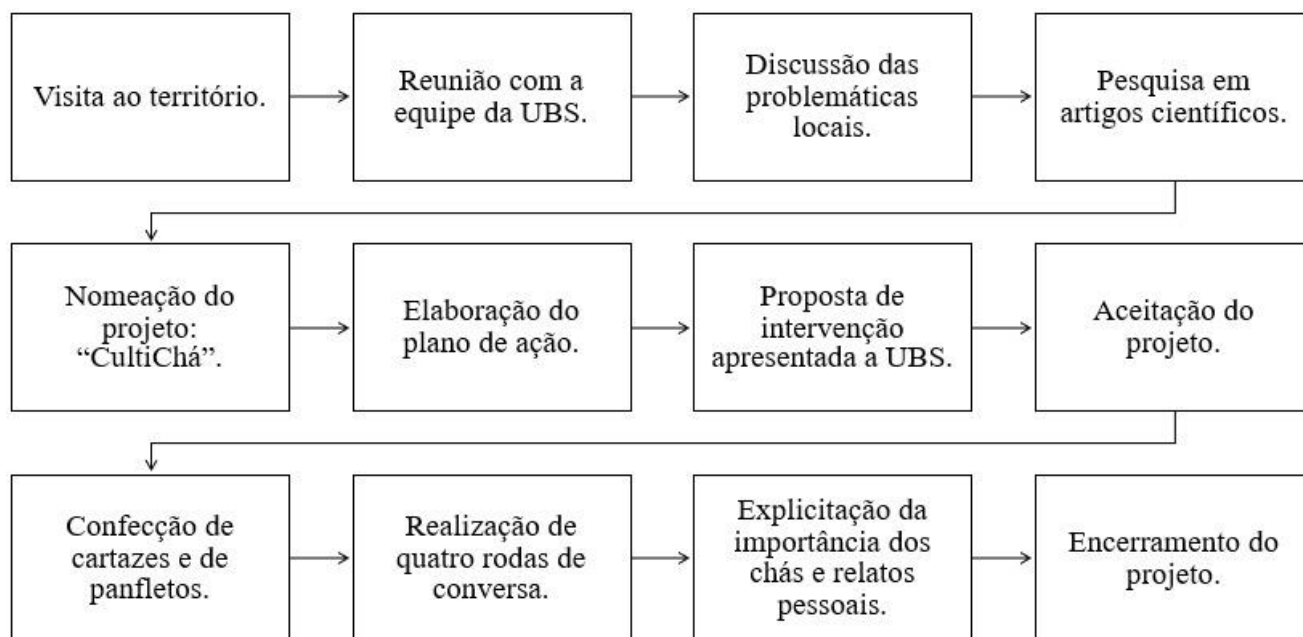 Visita ao território.
Reunião com a
equipe da UBS.
Discussão das
problemáticas
locais.
Pesquisa em
artigos científicos.
Nomeação do
projeto:
“CultiChá”.
Elaboração do
plano de ação.
Proposta de
intervenção
apresentada a UBS.
Aceitação do
projeto.
Confecção de
cartazes e de
panfletos.
Realização de
quatro rodas de
conversa.
Explicitação da
importância dos
chás e relatos
pessoais.
Encerramento do
projeto.